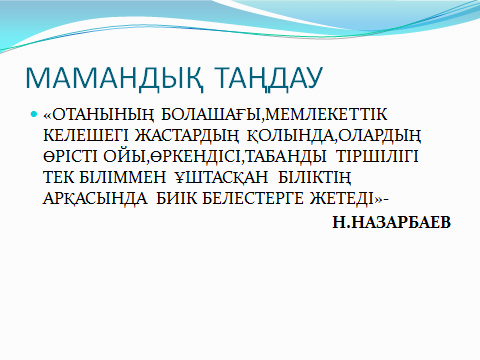 МАМАНДЫҚ ТАҢДАУ
«ОТАНЫНЫҢ БОЛАШАҒЫ,МЕМЛЕКЕТТІК
КЕЛЕШЕГІ ЖАСТАРДЫҢ ҚОЛЫНДА,ОЛАРДЫҢ
ӨРІСТІ ОЙЫ,ӨРКЕНДІСІ,ТАБАНДЫ ТІРШІЛІГІ
ТЕК БІЛІММЕН ҰШТАСҚАН БІЛІКТІҢ
АРҚАСЫНДА БИІК БЕЛЕСТЕРГЕ ЖЕТЕДІ»-
Н.НАЗАРБАЕВ